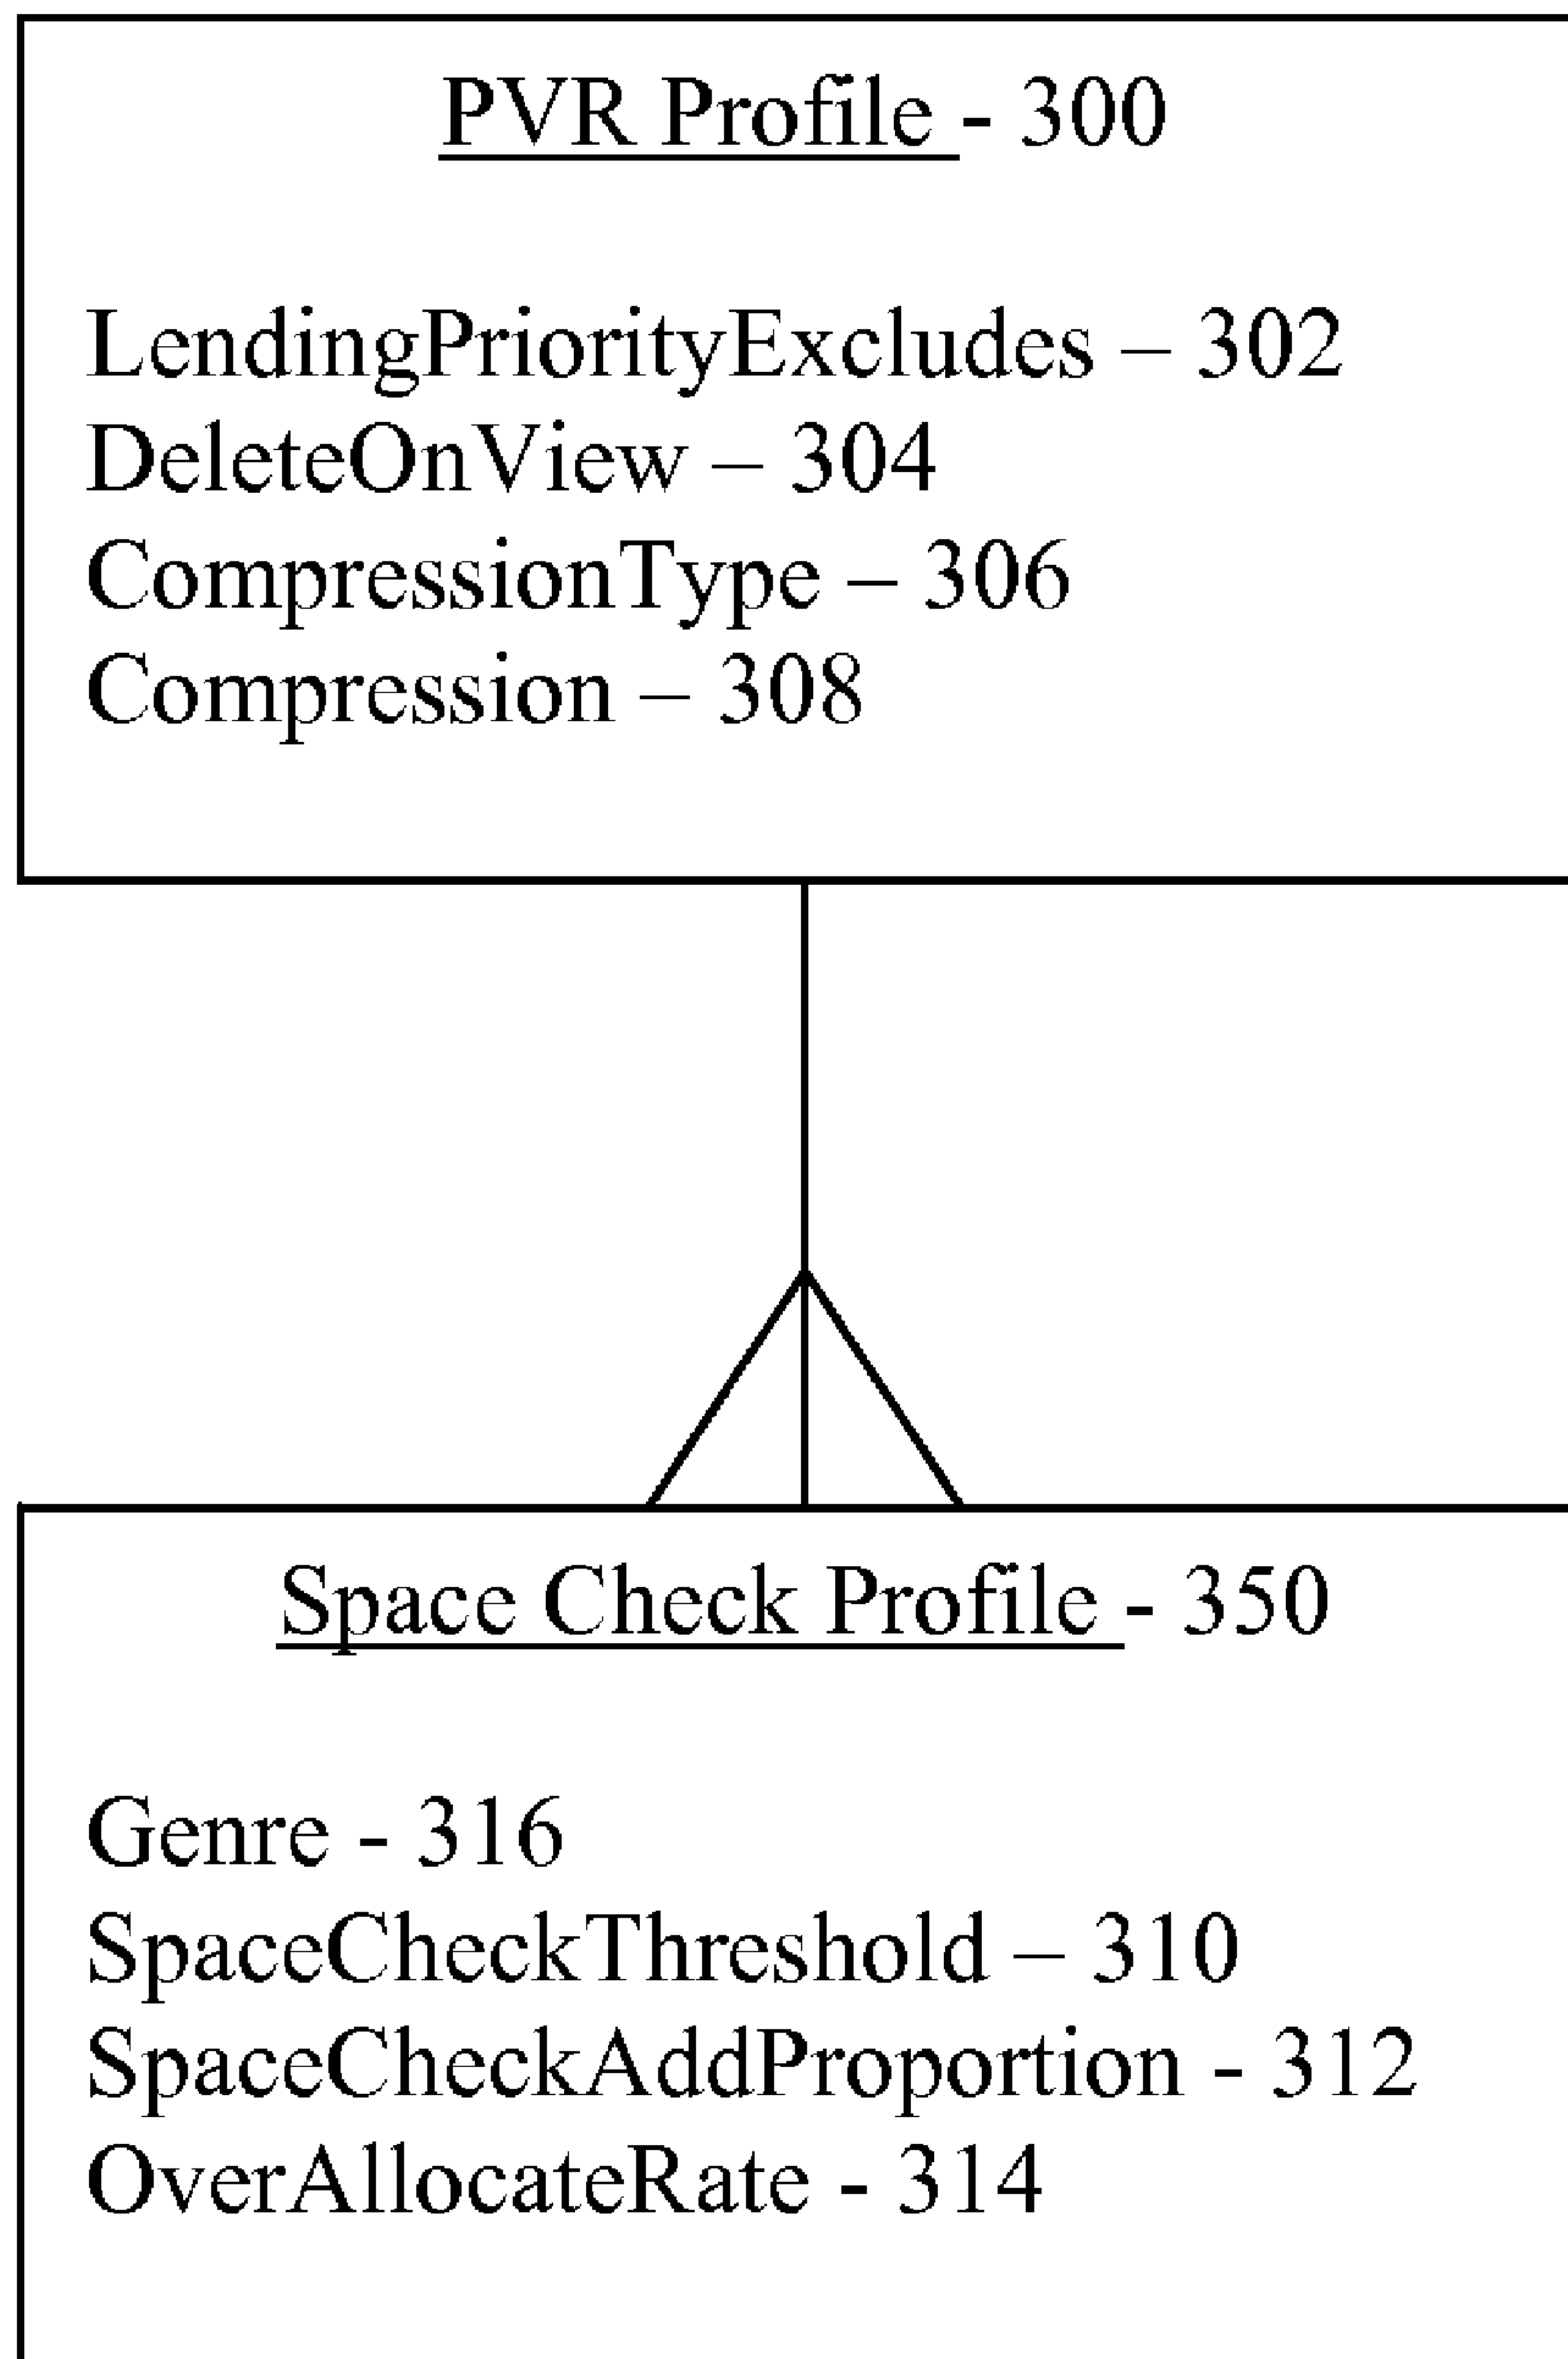 PVR Profile - 300
LendingPriorityExcludes – 302
DeleteOnView – 304
CompressionType – 306
Compression – 308
Space Check Profile - 350
Genre - 316
SpaceCheckThreshold – 310
SpaceCheckAddProportion - 312
OverAllocateRate - 314